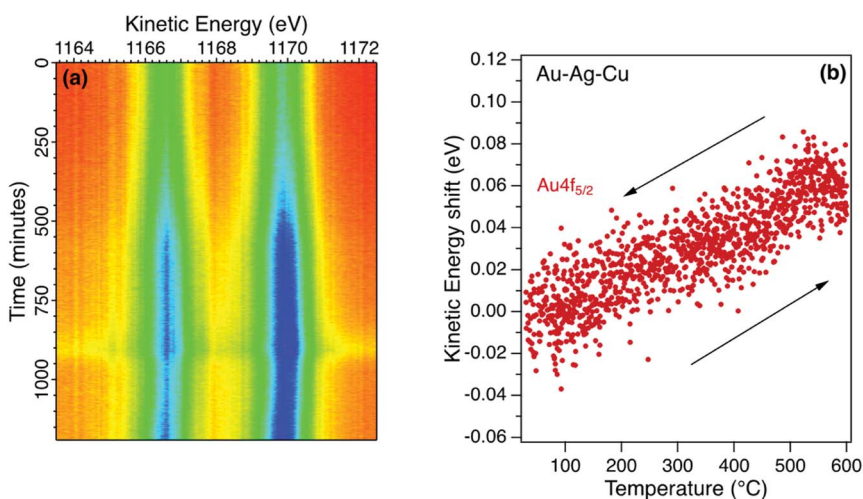 Kinetic Energy (eV)
1164 1166 1168 1170 1172
(a)
0
250
500
750
1000
Time (minutes)
Au-Ag-Cu (b)
Au4f5/2
0.12
0.10
0.08
0.06
0.04
0.02
0.00
-0.02
-0.04
-0.06
Kinetic Energy shift (eV)
100 200 300 400 500 600
Temperature (°C)